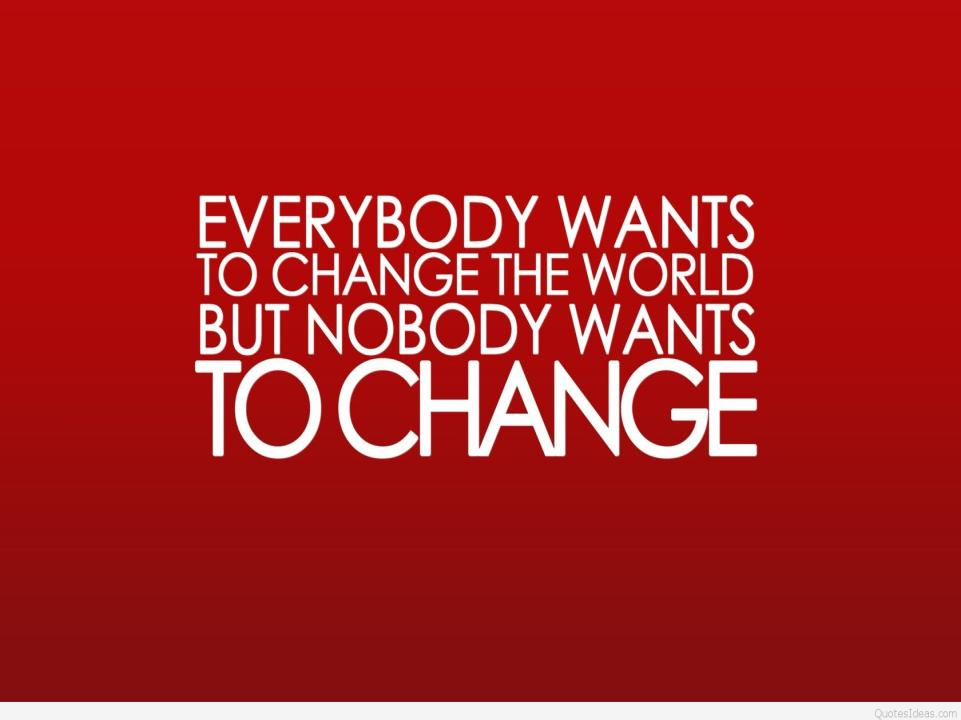 EVERYBODY WANTS
TO CHANGE THE WORLD
BUT NOBODY WANTS
TO CHANGE
QuotesIdeas.com